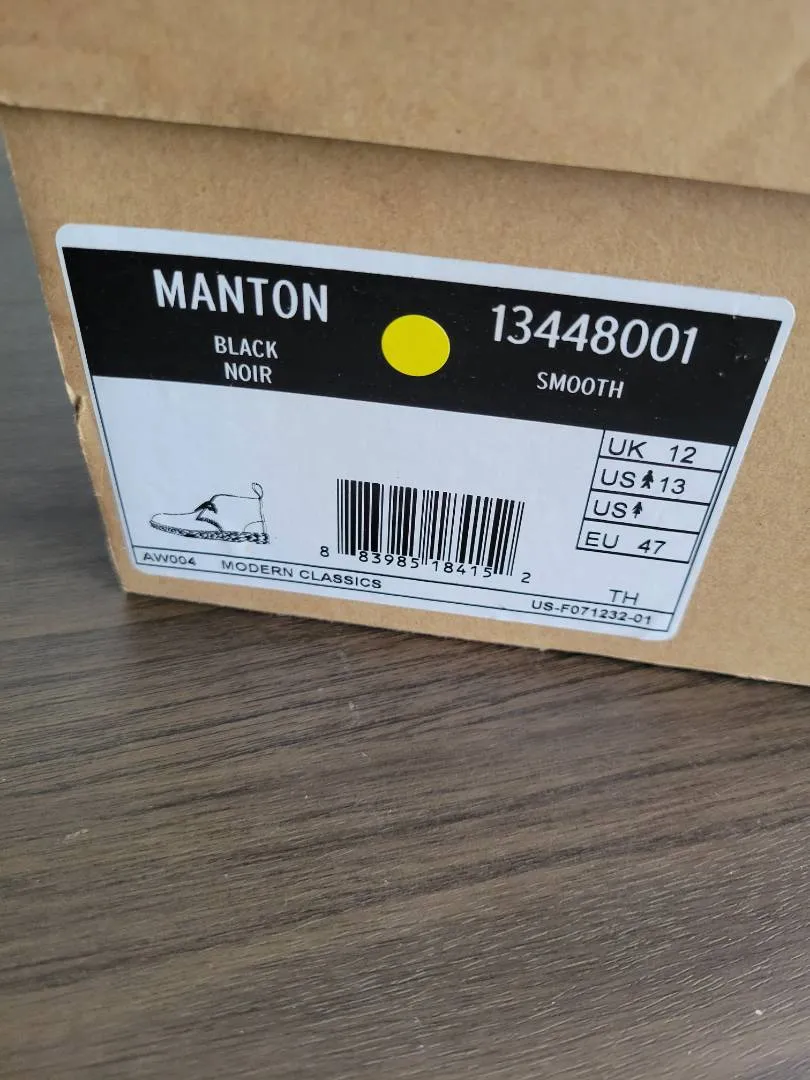 MANTON
BLACK
NOIR
13448001
SMOOTH
UK 12
US 13
US
EU 47
8 83985 18415 2
AW004 MODERN CLASSICS
TH
US-F071232-01